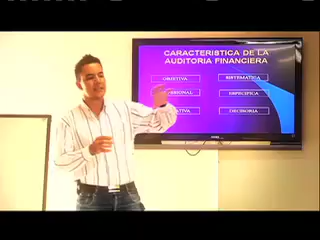 CARACTERISTICA DE LA
AUDITORIA FINANCIERA
OBJETIVA SISTEMATICA
ESPECIFICA
DECISORIA